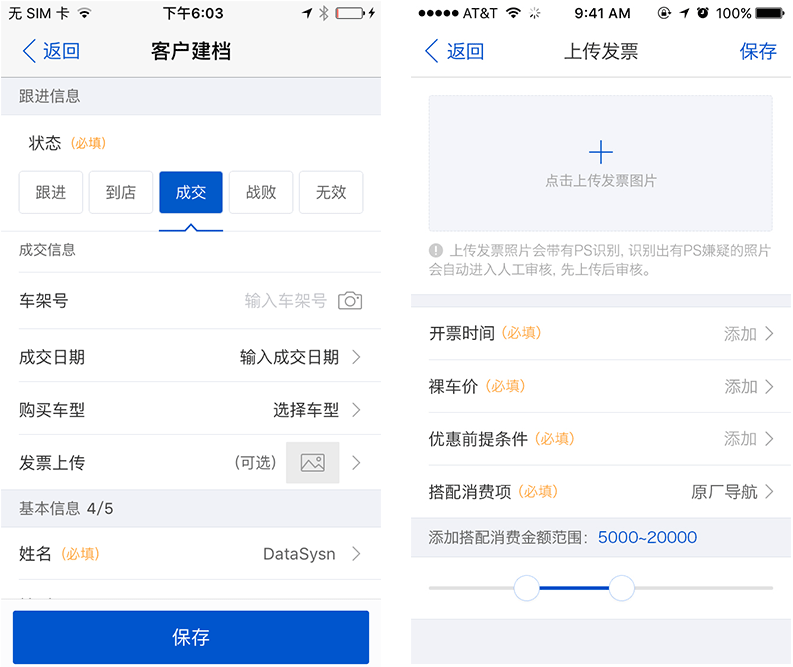 无 SIM 卡 下午6:03
返回 客户建档
跟进信息
状态 (必填)
跟进 到店 成交 战败 无效
成交信息
车架号 输入车架号
成交日期 输入成交日期
购买车型 选择车型
发票上传 (可选)
基本信息 4/5
姓名 (必填) DataSysn
保存
AT&T 9:41 AM 100%
返回 上传发票 保存
点击上传发票图片
上传发票照片会带有PS识别, 识别出有PS嫌疑的照片
会自动进入人工审核, 先上传后审核。
开票时间 (必填) 添加
裸车价 (必填) 添加
优惠前提条件 (必填) 添加
搭配消费项 (必填) 原厂导航
添加搭配消费金额范围: 5000~20000